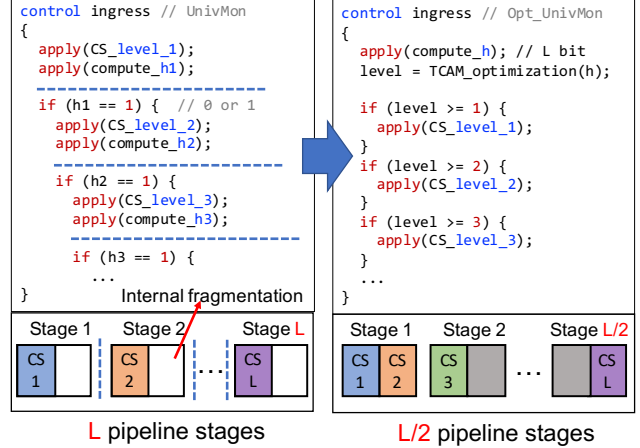 control ingress // UnivMon
{
apply(CS_level_1);
apply(compute_h1);
if (h1 == 1) { // 0 or 1
apply(CS_level_2);
apply(compute_h2);
if (h2 == 1) {
apply(CS_level_3);
apply(compute_h3);
if (h3 == 1) {
...
}
Internal fragmentation
Stage 1
Stage 2
Stage L
CS
1
CS
2
...
CS
L
L pipeline stages
control ingress // Opt_UnivMon
{
apply(compute_h); // L bit
level = TCAM_optimization(h);
if (level >= 1) {
apply(CS_level_1);
}
if (level >= 2) {
apply(CS_level_2);
}
if (level >= 3) {
apply(CS_level_3);
}
...
}
Stage 1
Stage 2
Stage L/2
CS
1
CS
2
CS
3
...
CS
L
L/2 pipeline stages